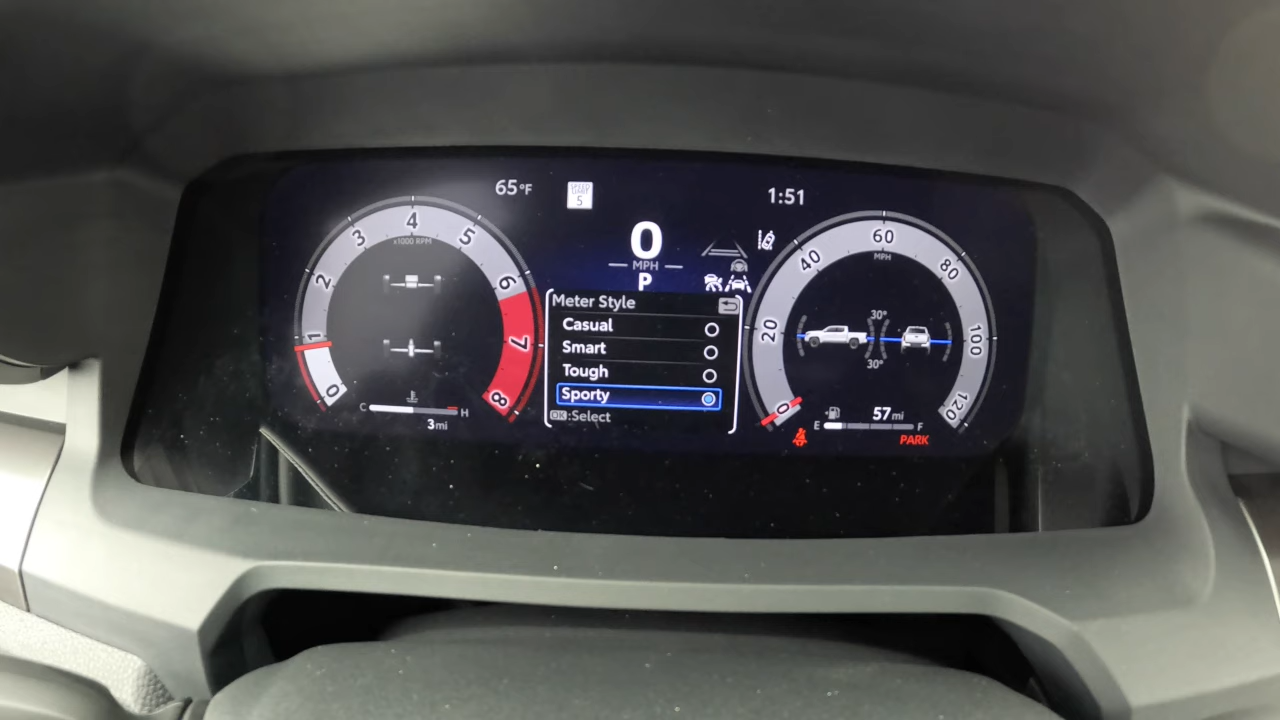 65°F
SPEED
LIMIT
5
1:51
0
MPH
P
0
1
2
3
4
5
6
7
8
x1000 RPM
C
H
3mi
Meter Style
Casual
Smart
Tough
Sporty
OK:Select
0
20
40
60
80
100
120
MPH
30°
30°
57mi
E
F
PARK